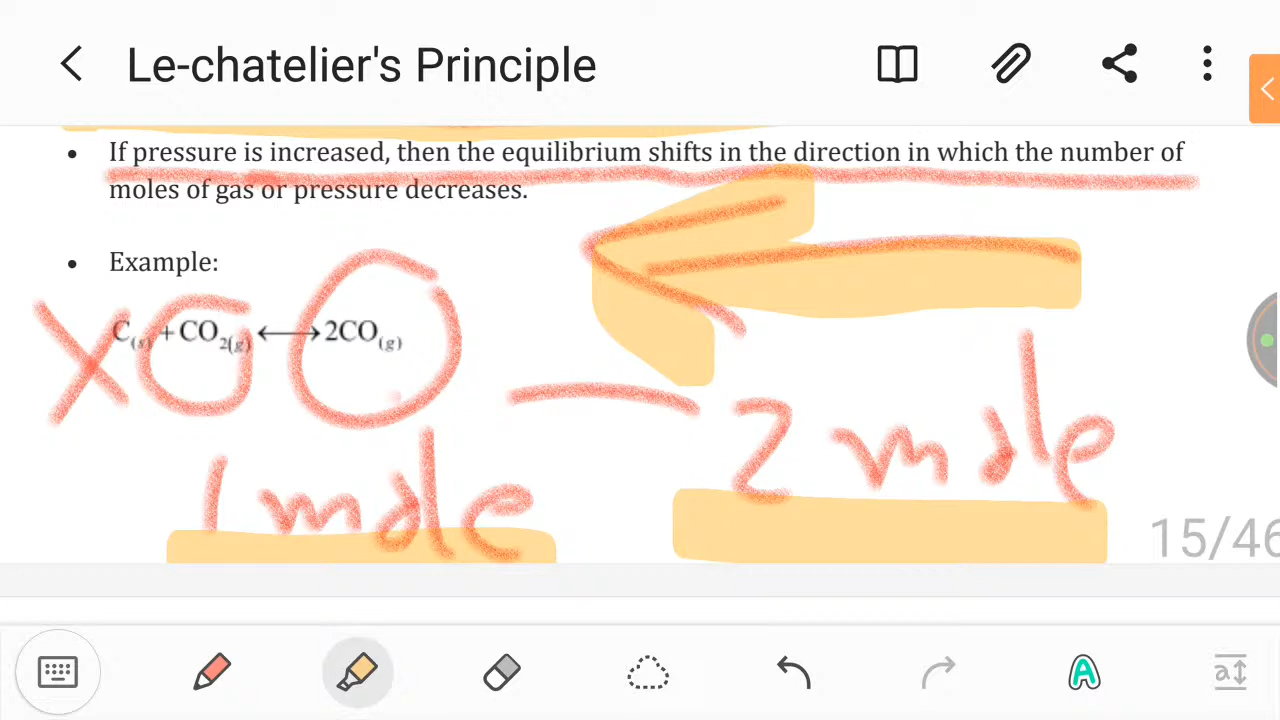 Le-chatelier's Principle
• If pressure is increased, then the equilibrium shifts in the direction in which the number of
moles of gas or pressure decreases.
• Example:
X C(s) + CO2(g) ⟷ 2CO(g)
1 mole — 2 mole
15/46
A
a